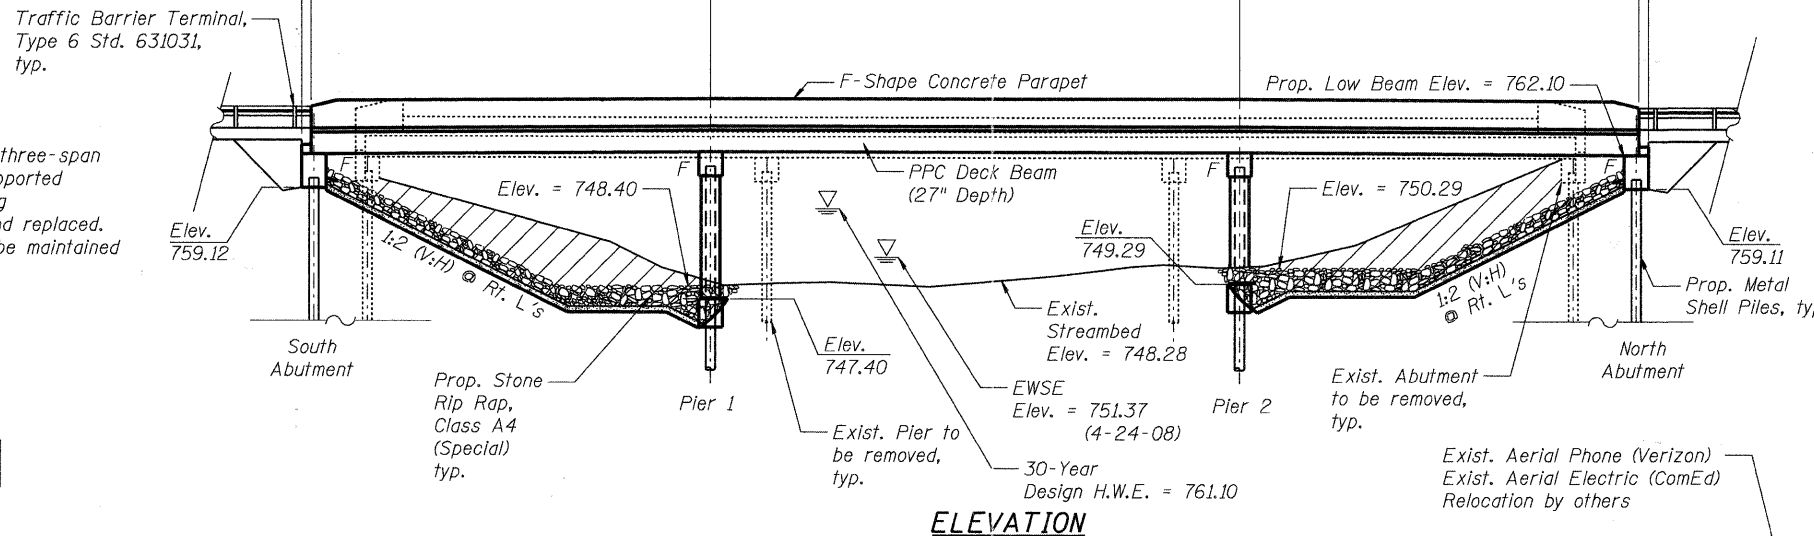 Traffic Barrier Terminal,
Type 6 Std. 631031,
typ.
F-Shape Concrete Parapet
Prop. Low Beam Elev. = 762.10
three-span
replaced.
be maintained
F
F
F
F
Elev. = 748.40
PPC Deck Beam
(27" Depth)
Elev. = 750.29
Elev.
759.12
Elev.
749.29
Elev.
759.11
1:2 (V:H) @ Rt. L's
1:2 (V:H)
@ Rt. L's
Prop. Metal
Shell Piles,
Exist.
Streambed
Elev. = 748.28
South
Abutment
Elev.
747.40
North
Abutment
Prop. Stone
Rip Rap,
Class A4
(Special)
typ.
Pier 1
EWSE
Elev. = 751.37
(4-24-08)
Pier 2
Exist. Abutment
to be removed,
typ.
Exist. Pier to
be removed,
typ.
30-Year
Design H.W.E. = 761.10
Exist. Aerial Phone (Verizon)
Exist. Aerial Electric (ComEd)
Relocation by others
ELEVATION